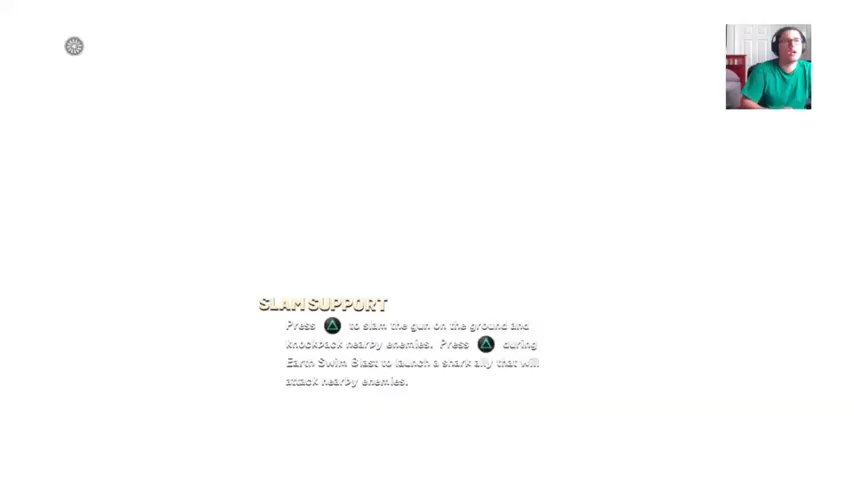 SLAM SUPPORT
Press to slam the gun on the ground and
knockback nearby enemies. Press during
Earth Swim Blast to launch a shark ally that will
attack nearby enemies.